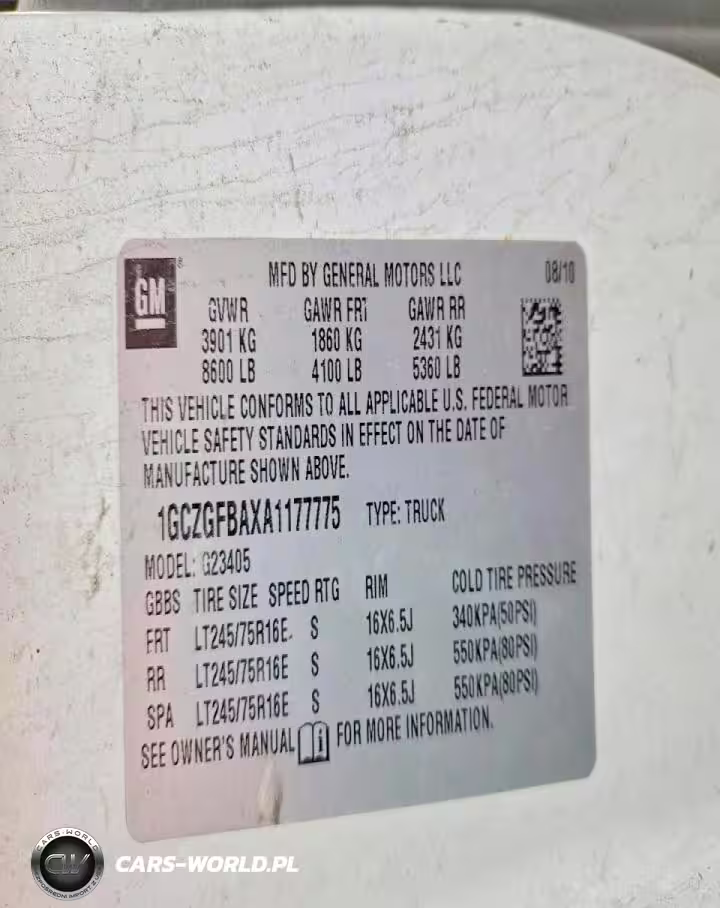 GM ®
MFD BY GENERAL MOTORS LLC 08/10
GVWR GAWR FRT GAWR RR
3901 KG 1860 KG 2431 KG
8600 LB 4100 LB 5360 LB
THIS VEHICLE CONFORMS TO ALL APPLICABLE U.S. FEDERAL MOTOR
VEHICLE SAFETY STANDARDS IN EFFECT ON THE DATE OF
MANUFACTURE SHOWN ABOVE.
1GCZGFBAXA1177775 TYPE: TRUCK
MODEL: G23405
GBBS TIRE SIZE SPEED RTG RIM COLD TIRE PRESSURE
FRT LT245/75R16E S 16X6.5J 340KPA(50PSI)
RR LT245/75R16E S 16X6.5J 550KPA(80PSI)
SPA LT245/75R16E S 16X6.5J 550KPA(80PSI)
SEE OWNER'S MANUAL i FOR MORE INFORMATION.
CARS-WORLD
CW
CARS-WORLD.PL